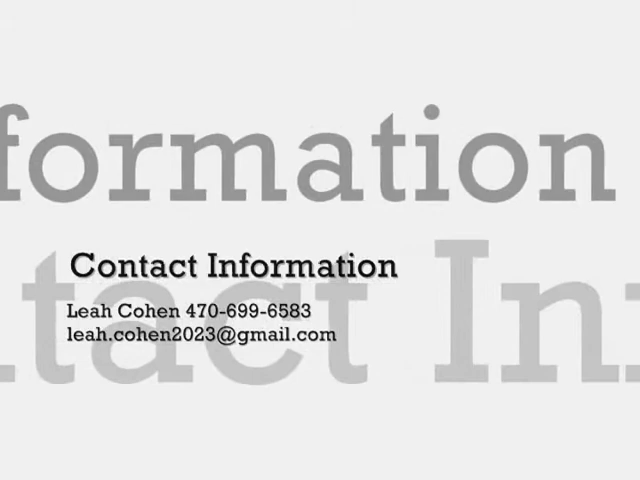 formation
Contact Information
tact In
Leah Cohen 470-699-6583
leah.cohen2023@gmail.com